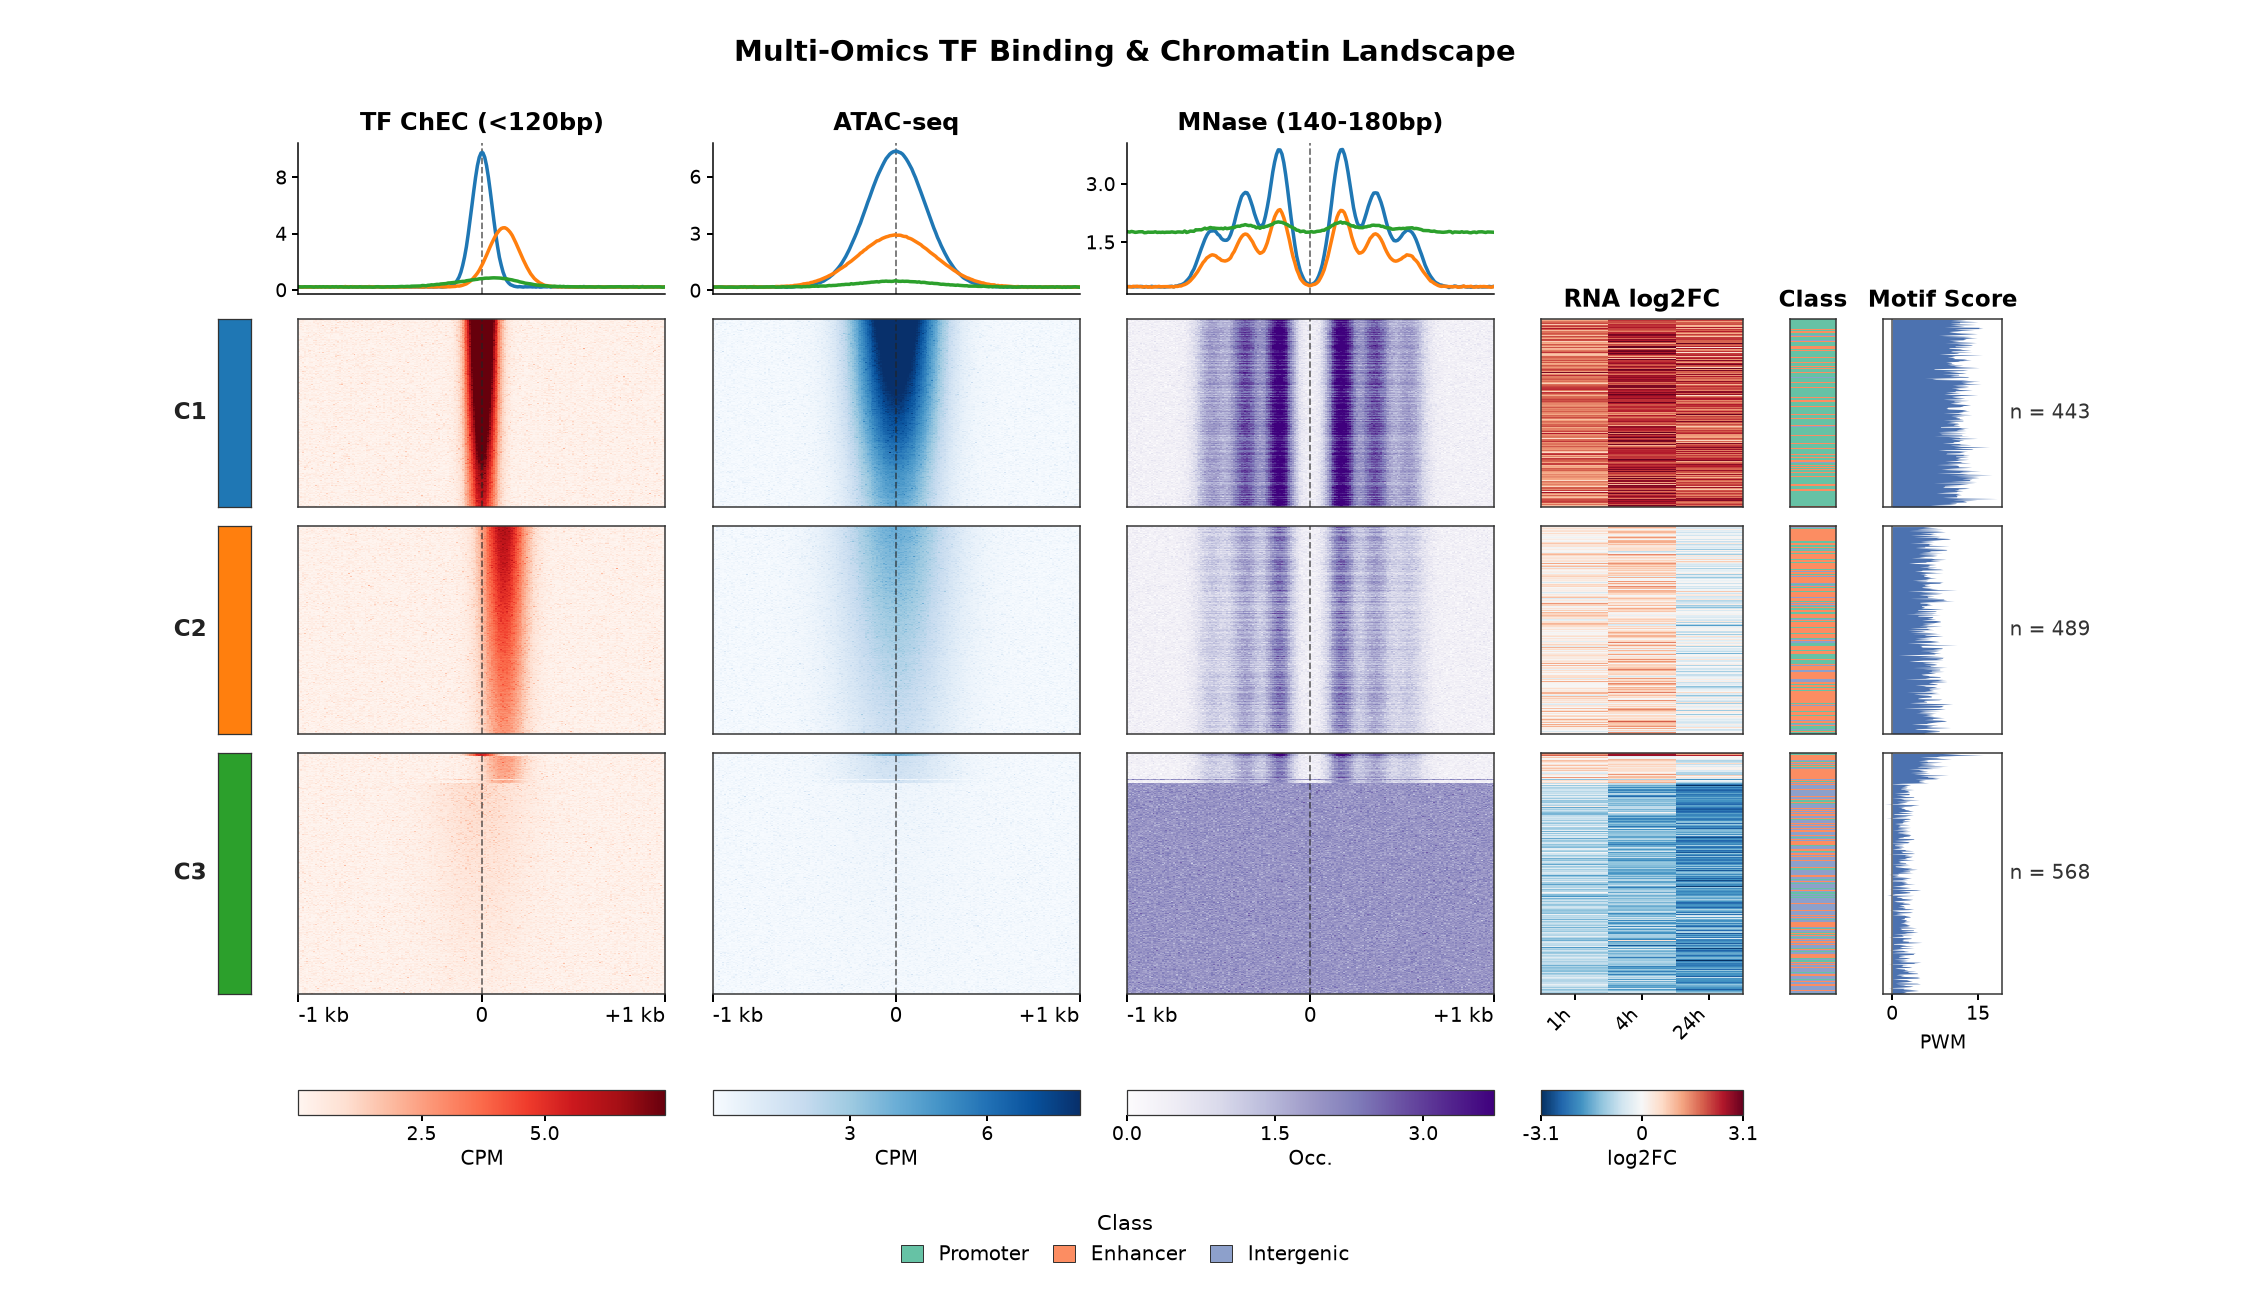 Multi-Omics TF Binding & Chromatin Landscape
TF ChEC (<120bp)
ATAC-seq
MNase (140-180bp)
8
4
0
6
3
0
3.0
1.5
RNA log2FC
Class
Motif Score
C1
n = 443
C2
n = 489
C3
n = 568
-1 kb
0
+1 kb
-1 kb
0
+1 kb
-1 kb
0
+1 kb
1h
4h
24h
0
15
PWM
2.5
5.0
CPM
3
6
CPM
0.0
1.5
3.0
Occ.
-3.1
0
3.1
log2FC
Class
Promoter
Enhancer
Intergenic